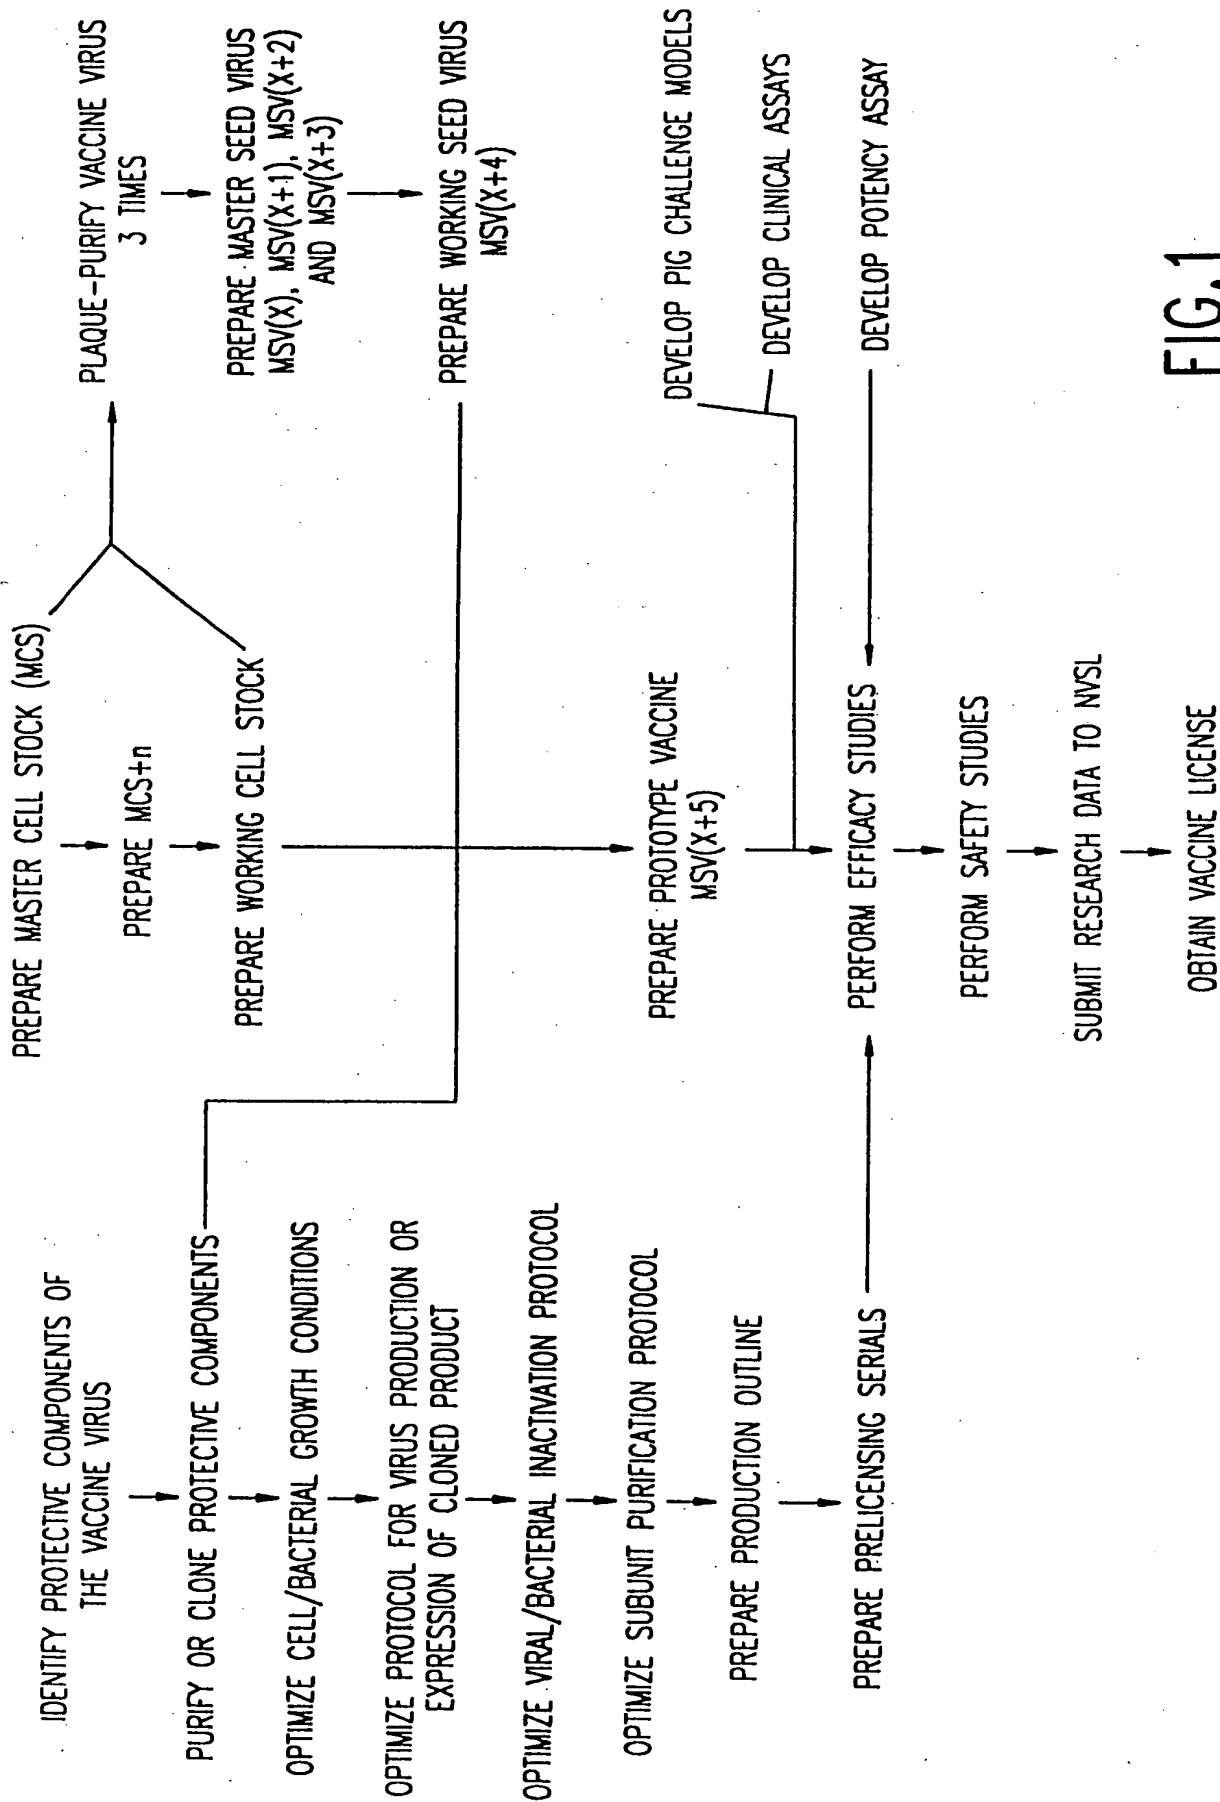 IDENTIFY PROTECTIVE COMPONENTS OF
THE VACCINE VIRUS
PURIFY OR CLONE PROTECTIVE COMPONENTS
OPTIMIZE CELL/BACTERIAL GROWTH CONDITIONS
OPTIMIZE PROTOCOL FOR VIRUS PRODUCTION OR
EXPRESSION OF CLONED PRODUCT
OPTIMIZE VIRAL/BACTERIAL INACTIVATION PROTOCOL
OPTIMIZE SUBUNIT PURIFICATION PROTOCOL
PREPARE PRODUCTION OUTLINE
PREPARE PRELICENSING SERIALS
PREPARE MASTER CELL STOCK (MCS)
PREPARE MCS+n
PREPARE WORKING CELL STOCK
PREPARE PROTOTYPE VACCINE
MSV(X+5)
PERFORM EFFICACY STUDIES
PERFORM SAFETY STUDIES
SUBMIT RESEARCH DATA TO NVSL
OBTAIN VACCINE LICENSE
PLAQUE-PURIFY VACCINE VIRUS
3 TIMES
PREPARE MASTER SEED VIRUS
MSV(X), MSV(X+1), MSV(X+2)
AND MSV(X+3)
PREPARE WORKING SEED VIRUS
MSV(X+4)
DEVELOP PIG CHALLENGE MODELS
DEVELOP CLINICAL ASSAYS
DEVELOP POTENCY ASSAY
FIG.1